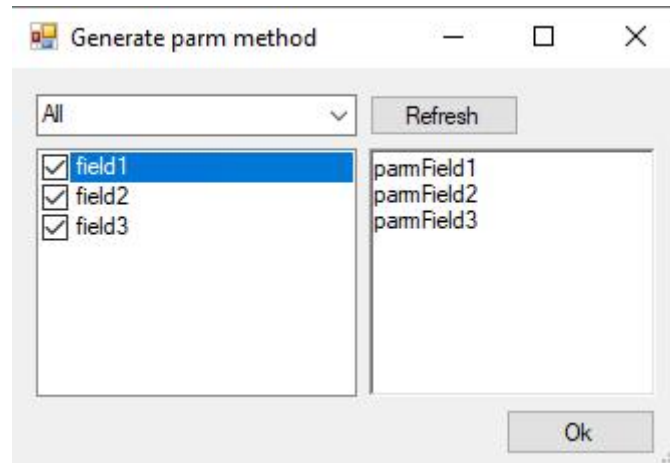 Generate parm method
All
Refresh
field1
field2
field3
parmField1
parmField2
parmField3
Ok